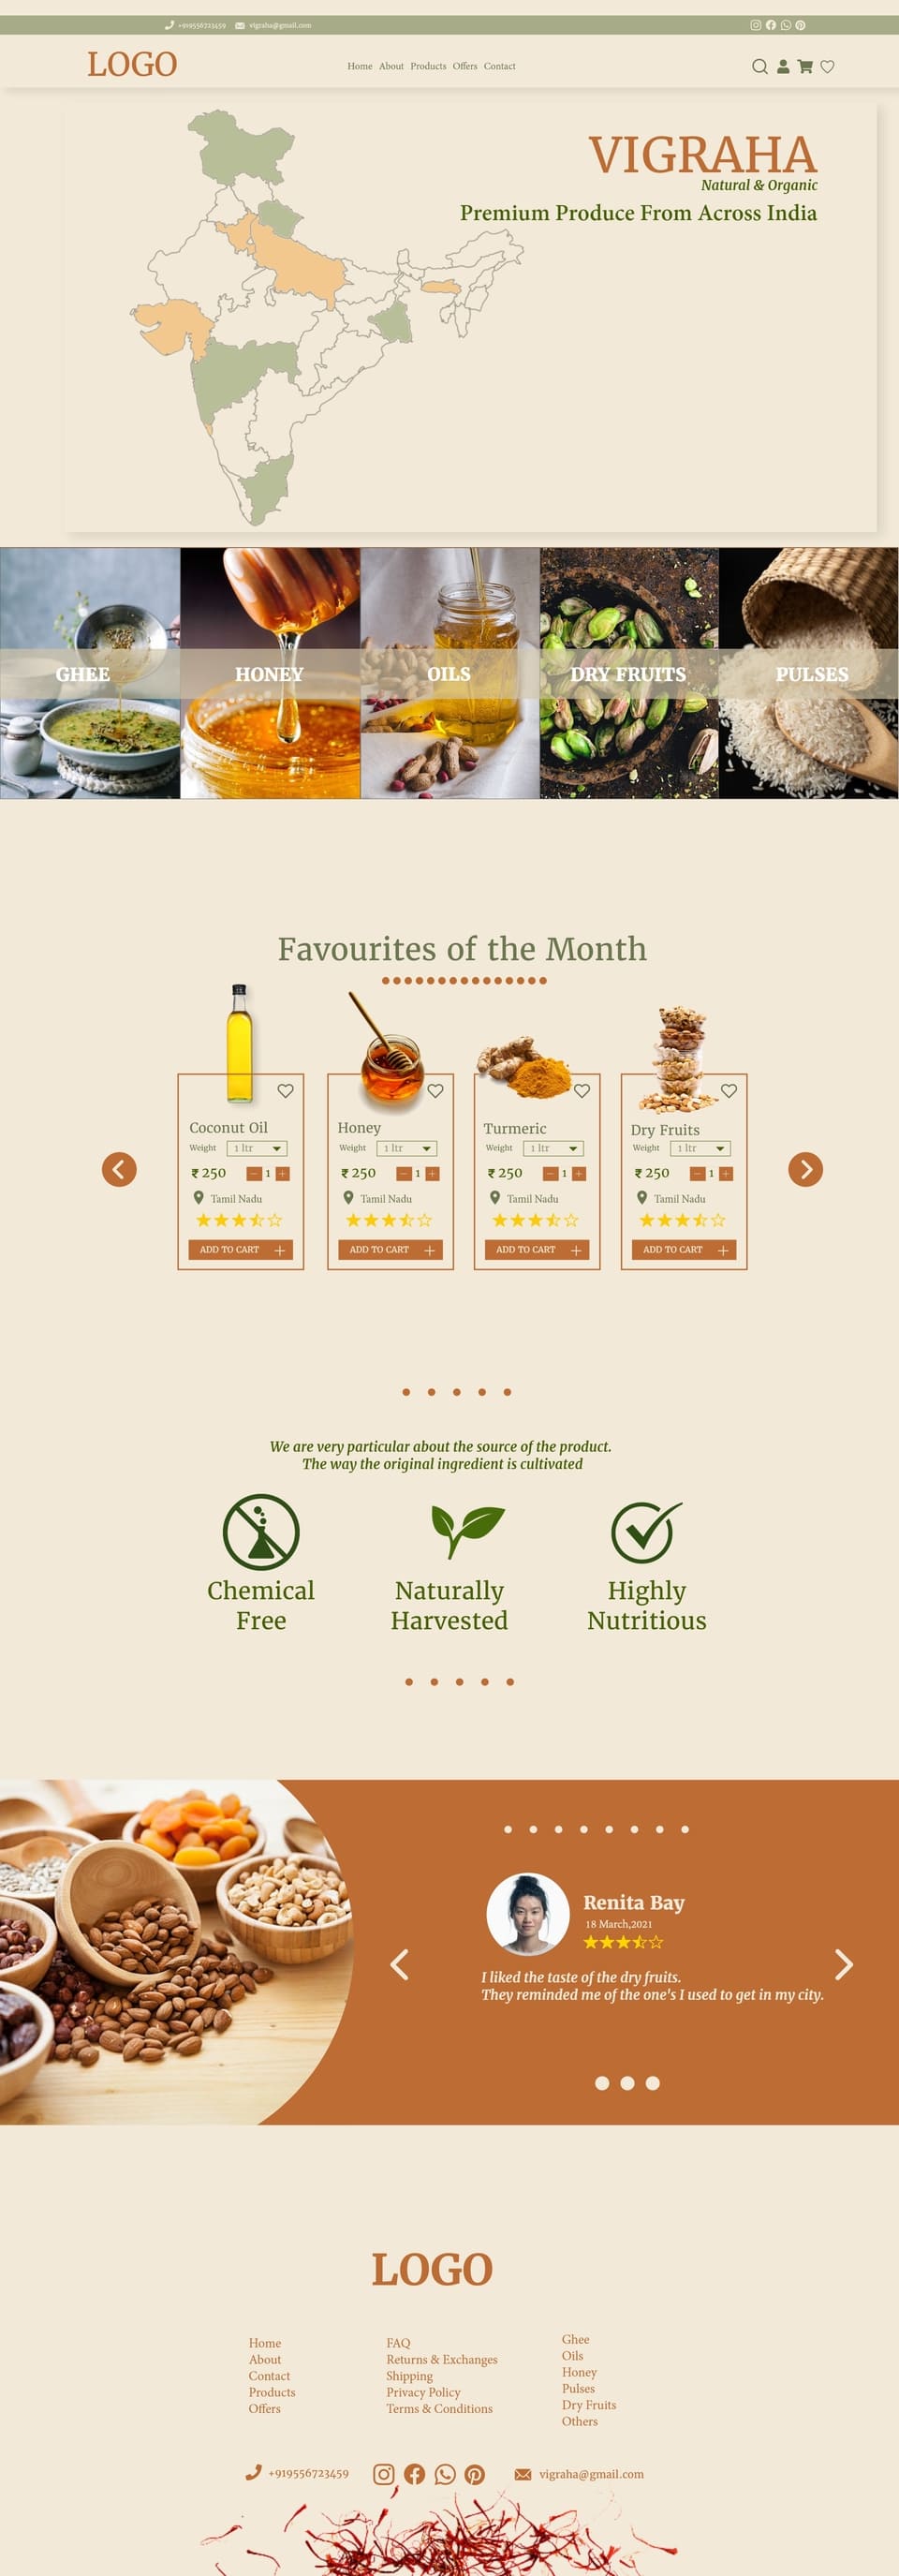 +919556723459 vigraha@gmail.com
LOGO
Home About Products Offers Contact
VIGRAHA
Natural & Organic
Premium Produce From Across India
GHEE HONEY OILS DRY FRUITS PULSES
Favourites of the Month
Coconut Oil
Weight 1 ltr
₹ 250 − 1 +
Tamil Nadu
ADD TO CART +
Honey
Weight 1 ltr
₹ 250 − 1 +
Tamil Nadu
ADD TO CART +
Turmeric
Weight 1 ltr
₹ 250 − 1 +
Tamil Nadu
ADD TO CART +
Dry Fruits
Weight 1 ltr
₹ 250 − 1 +
Tamil Nadu
ADD TO CART +
We are very particular about the source of the product.
The way the original ingredient is cultivated
Chemical
Free
Naturally
Harvested
Highly
Nutritious
Renita Bay
18 March,2021
I liked the taste of the dry fruits.
They reminded me of the one's I used to get in my city.
LOGO
Home
About
Contact
Products
Offers
FAQ
Returns & Exchanges
Shipping
Privacy Policy
Terms & Conditions
Ghee
Oils
Honey
Pulses
Dry Fruits
Others
+919556723459 vigraha@gmail.com